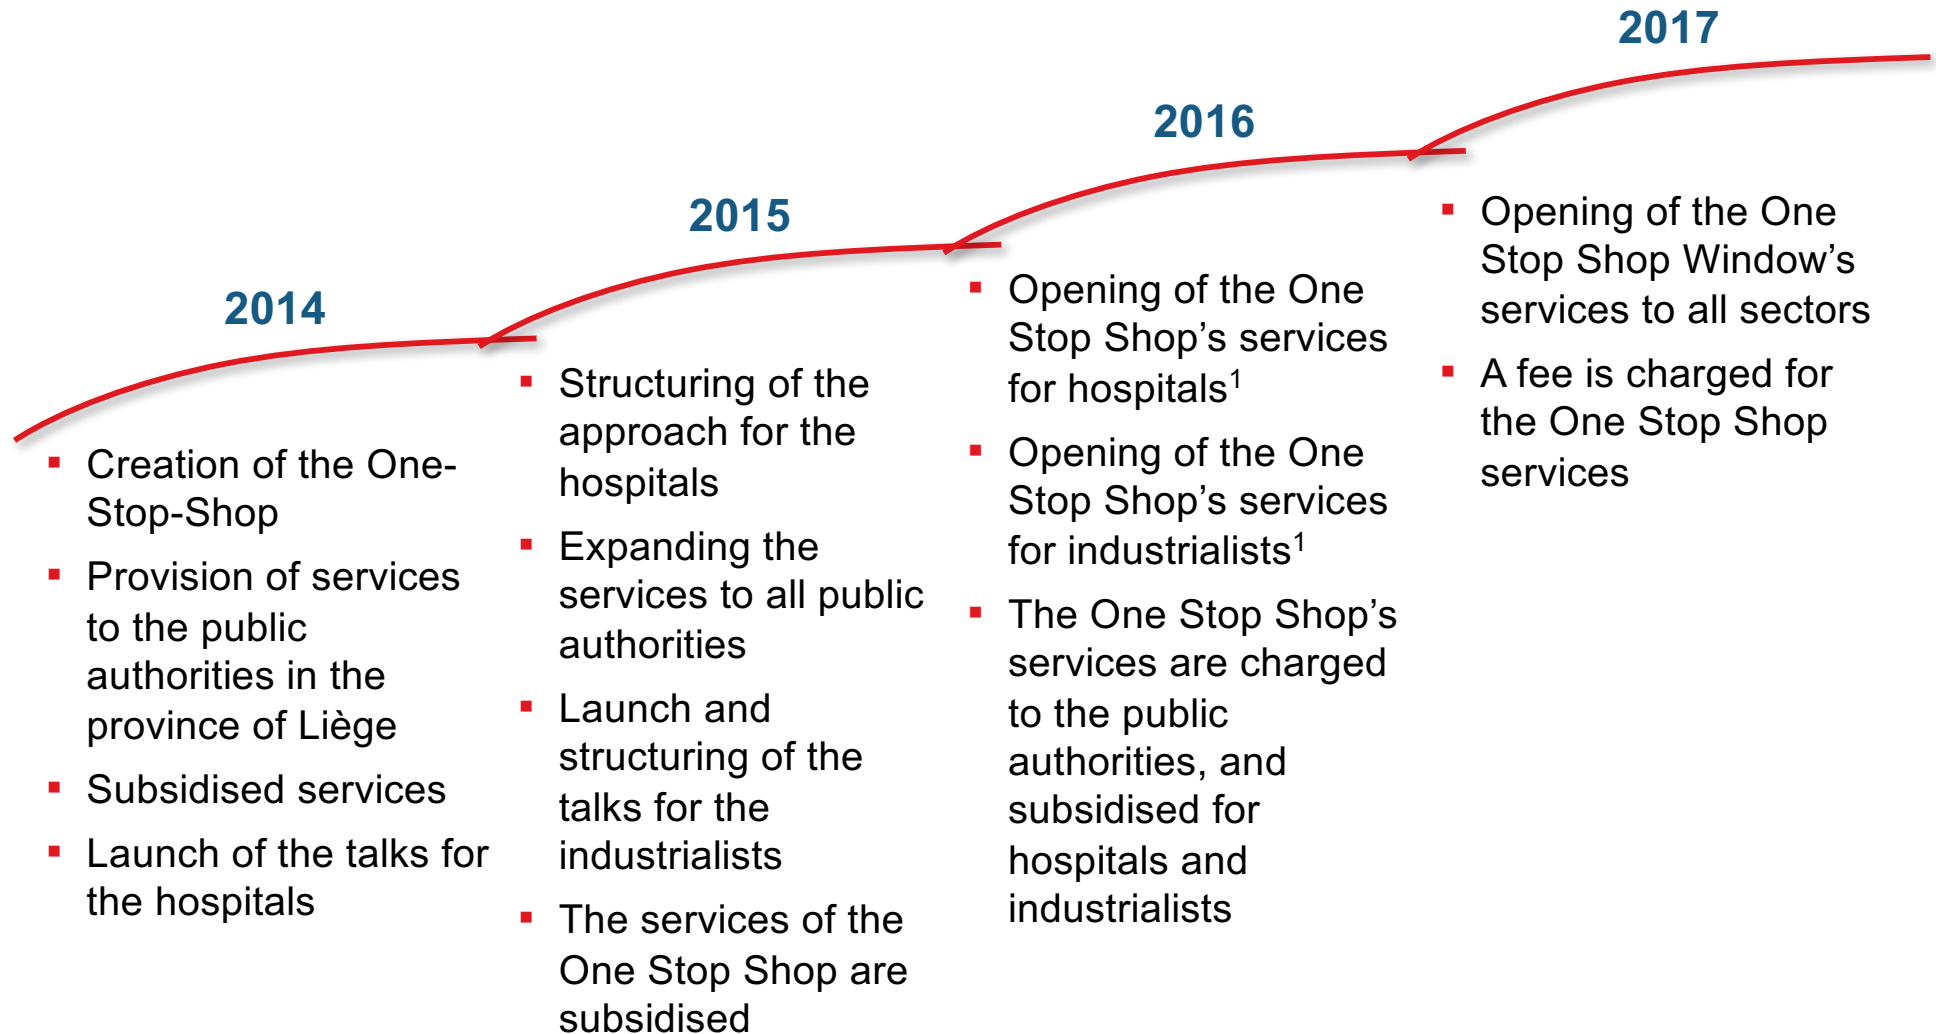 2014
▪ Creation of the One-
Stop-Shop
▪ Provision of services
to the public
authorities in the
province of Liège
▪ Subsidised services
▪ Launch of the talks for
the hospitals
2015
▪ Structuring of the
approach for the
hospitals
▪ Expanding the
services to all public
authorities
▪ Launch and
structuring of the
talks for the
industrialists
▪ The services of the
One Stop Shop are
subsidised
2016
▪ Opening of the One
Stop Shop’s services
for hospitals¹
▪ Opening of the One
Stop Shop’s services
for industrialists¹
▪ The One Stop Shop’s
services are charged
to the public
authorities, and
subsidised for
hospitals and
industrialists
2017
▪ Opening of the One
Stop Shop Window’s
services to all sectors
▪ A fee is charged for
the One Stop Shop
services